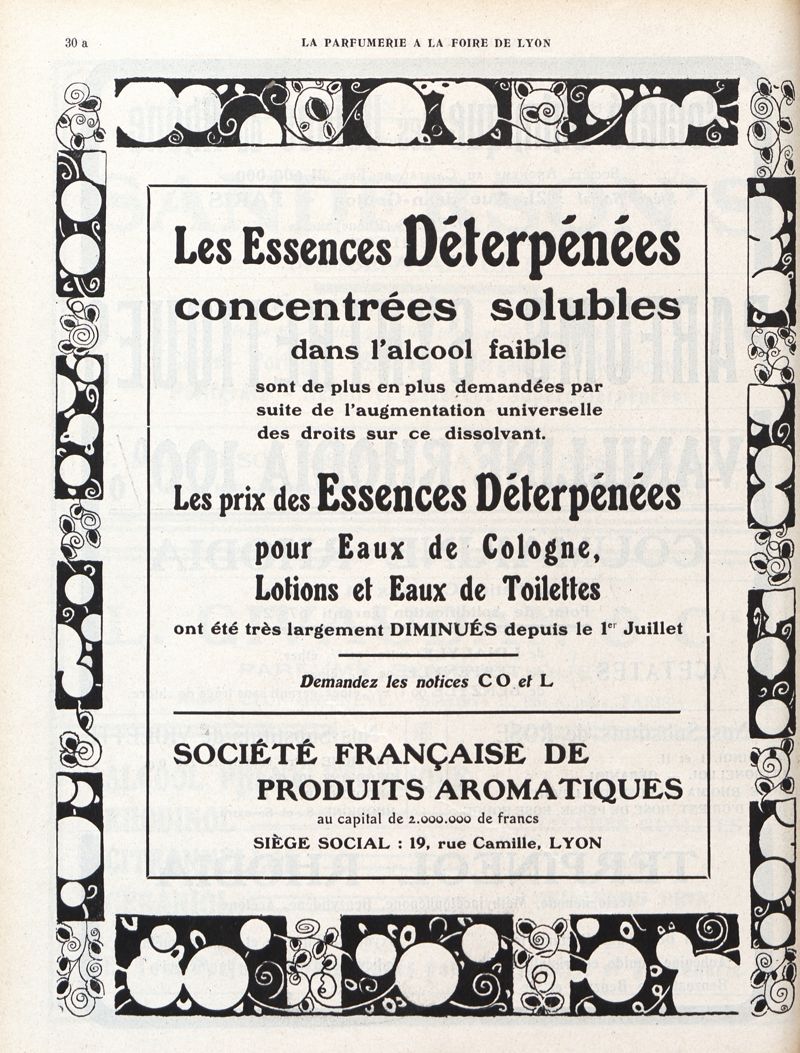 30 a
LA PARFUMERIE A LA FOIRE DE LYON
Les Essences Déterpénées
concentrées solubles
dans l'alcool faible
sont de plus en plus demandées par
suite de l'augmentation universelle
des droits sur ce dissolvant.
Les prix des Essences Déterpénées
pour Eaux de Cologne,
Lotions et Eaux de Toilettes
ont été très largement DIMINUÉS depuis le 1er Juillet
Demandez les notices CO et L
SOCIÉTÉ FRANÇAISE DE
PRODUITS AROMATIQUES
au capital de 2.000.000 de francs
SIÈGE SOCIAL : 19, rue Camille, LYON